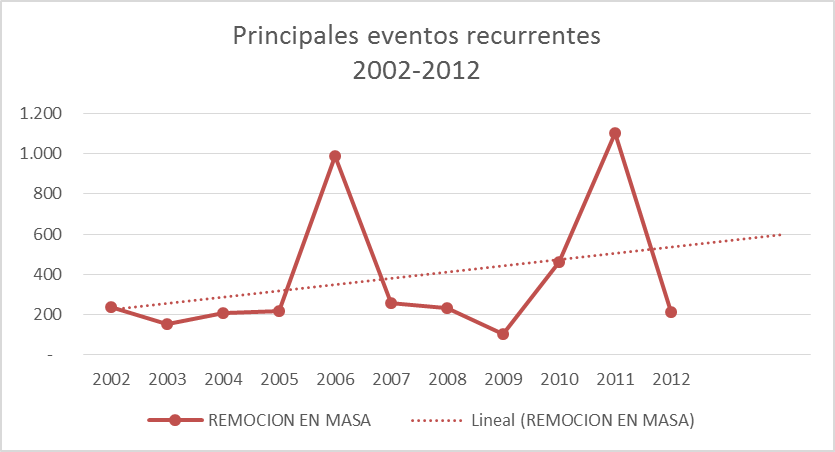 Principales eventos recurrentes
2002-2012
1.200
1.000
800
600
400
200
-
2002 2003 2004 2005 2006 2007 2008 2009 2010 2011 2012
REMOCION EN MASA Lineal (REMOCION EN MASA)